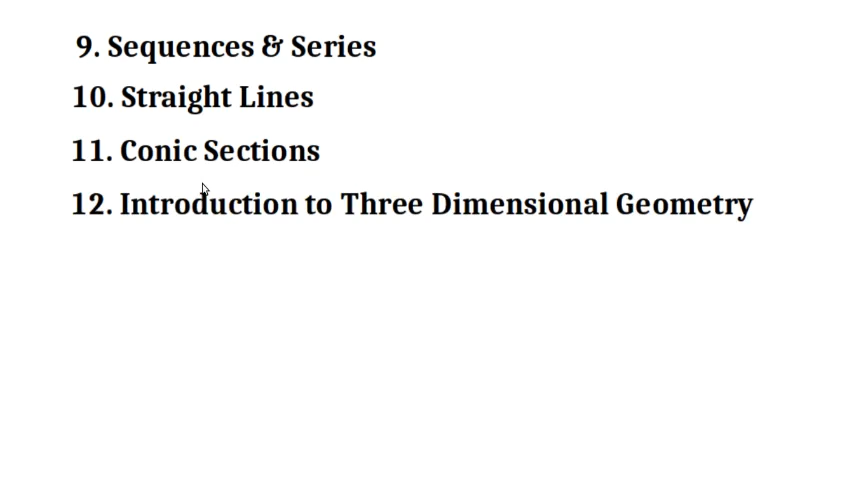 9. Sequences & Series
10. Straight Lines
11. Conic Sections
12. Introduction to Three Dimensional Geometry